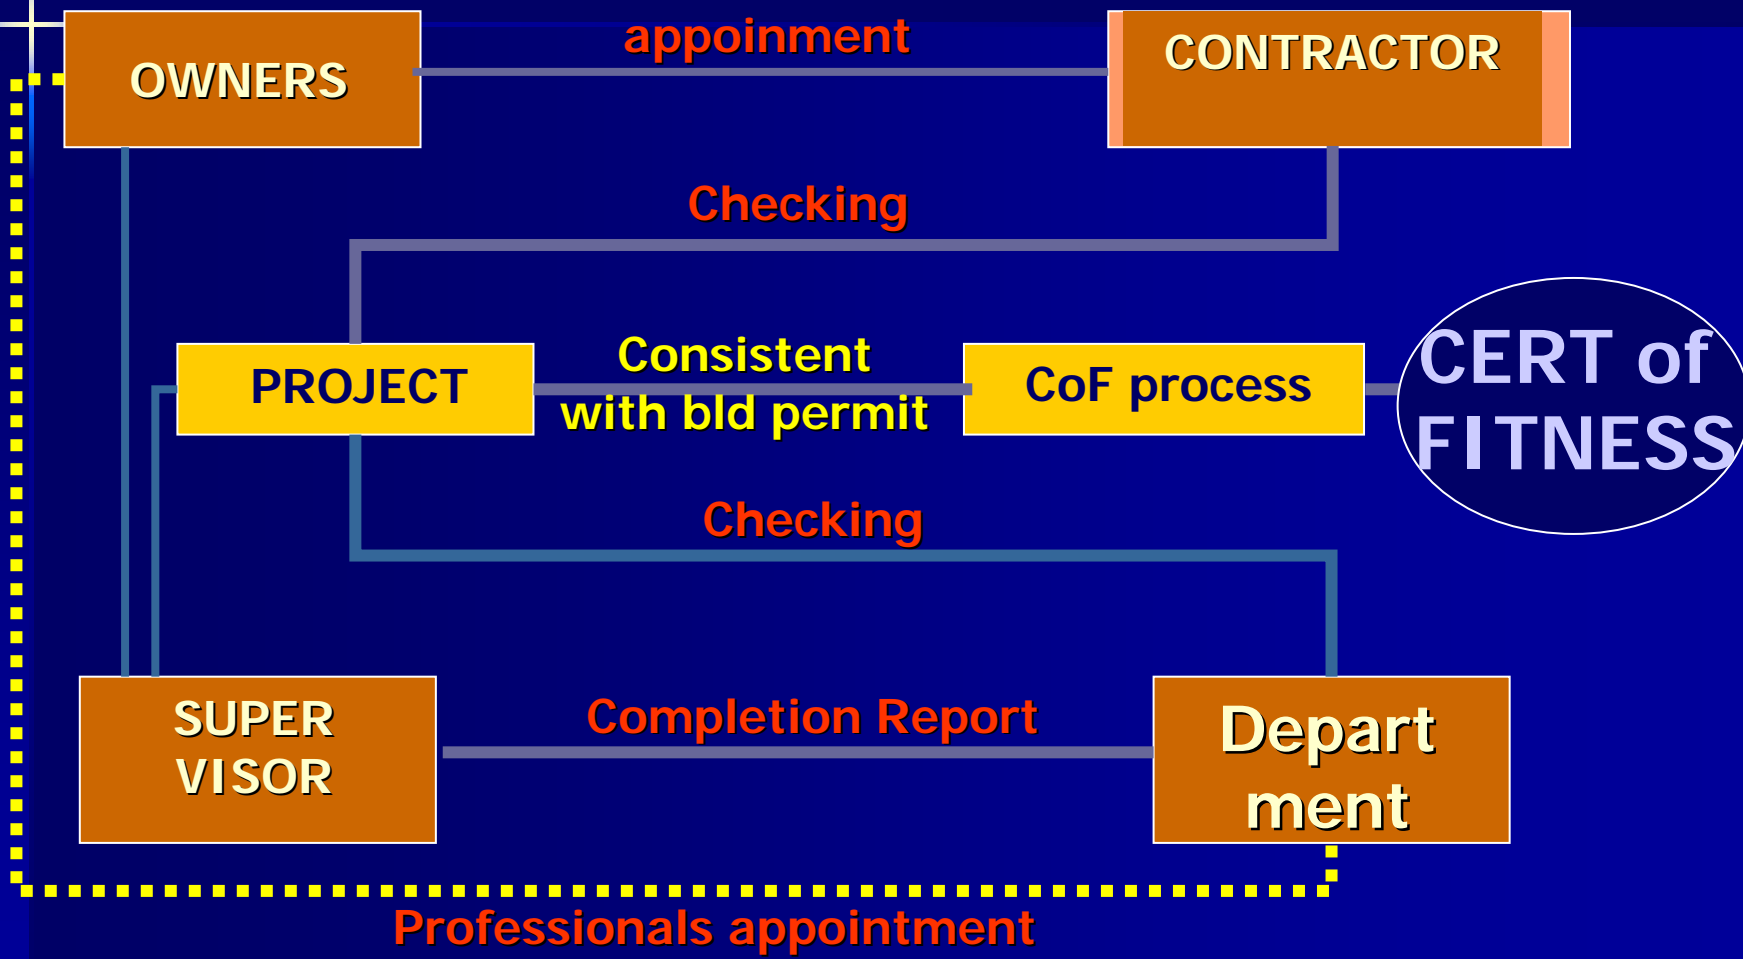 appoinment
OWNERS
CONTRACTOR
Checking
PROJECT
Consistent
with bld permit
CoF process
CERT of
FITNESS
Checking
SUPER
VISOR
Completion Report
Depart
ment
Professionals appointment